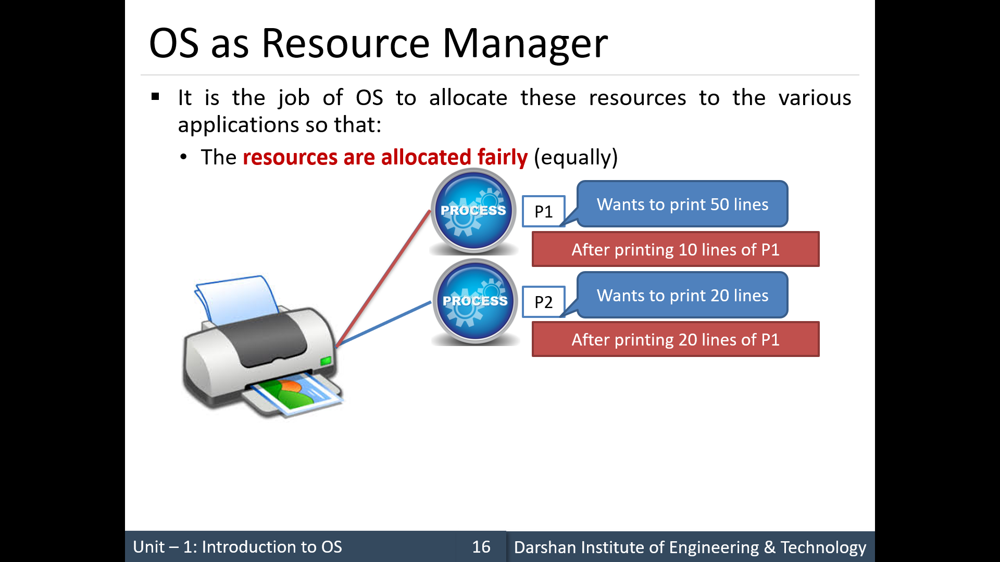 OS as Resource Manager
▪ It is the job of OS to allocate these resources to the various
applications so that:
• The resources are allocated fairly (equally)
PROCESS
P1
Wants to print 50 lines
After printing 10 lines of P1
PROCESS
P2
Wants to print 20 lines
After printing 20 lines of P1
Unit – 1: Introduction to OS
16
Darshan Institute of Engineering & Technology